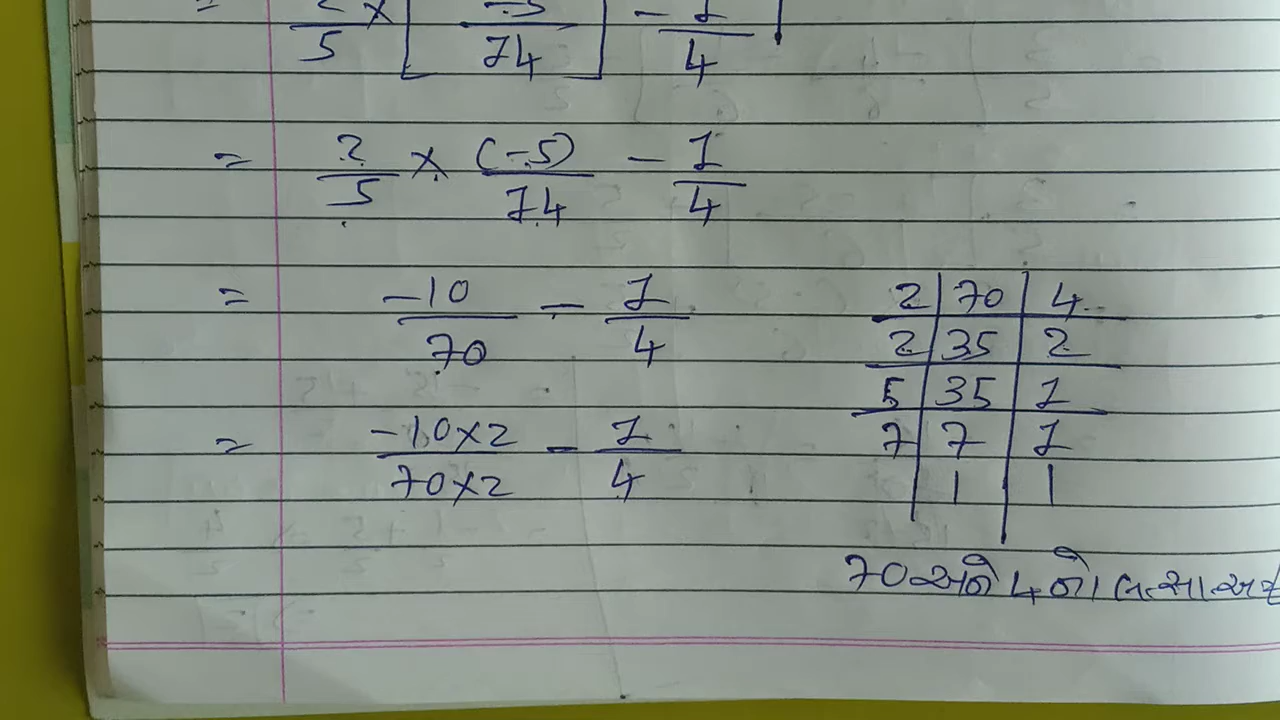 = 2/5 × [ -5/14 ] - 1/4
= 2/5 × (-5)/14 - 1/4
= -10/70 - 1/4
= -10×2/70×2 - 1/4
2 | 70 | 4
2 | 35 | 2
5 | 35 | 1
7 | 7 | 1
| 1 | 1
70 અને 4 નો લ.સા.અ